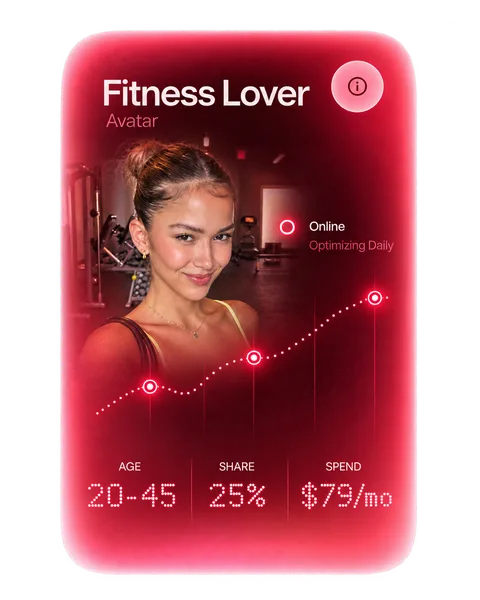 Fitness Lover
Avatar
Online
Optimizing Daily
AGE
20-45
SHARE
25%
SPEND
$79/mo